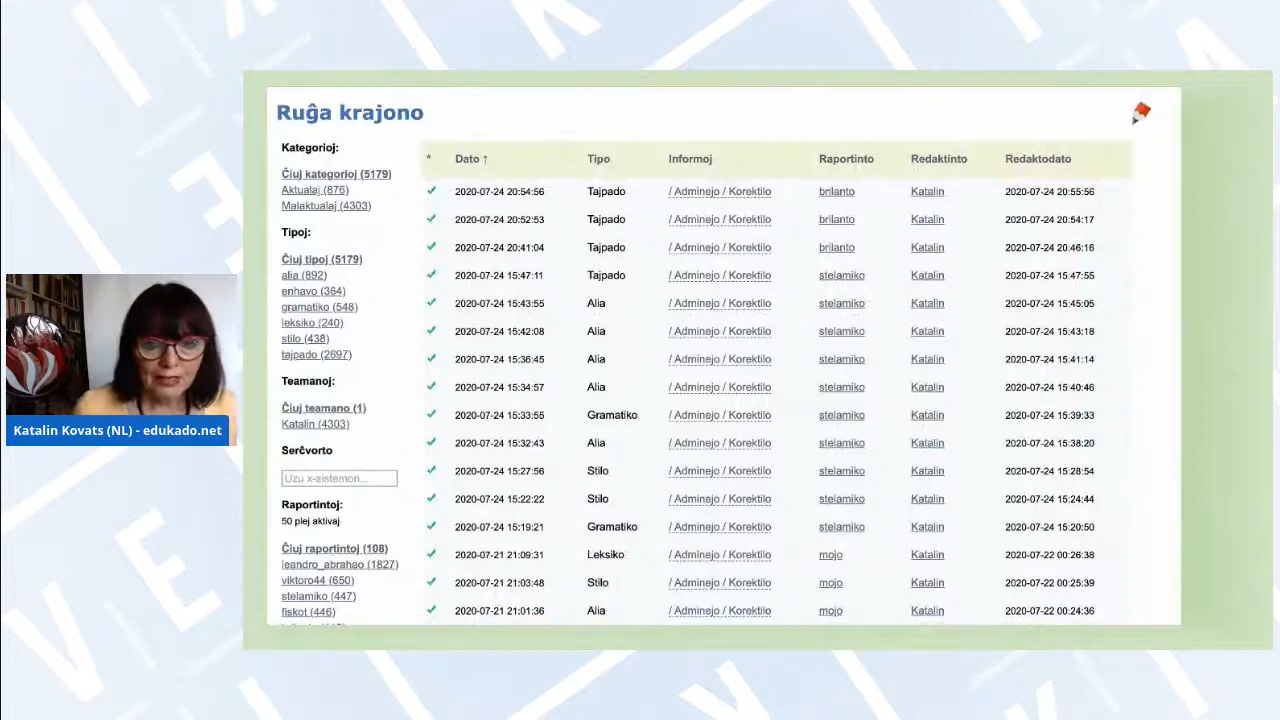 Ruĝa krajono
Kategorioj:
Ĉiuj kategorioj (5179)
Aktualaj (876)
Malaktualaj (4303)
Tipoj:
Ĉiuj tipoj (5179)
alia (892)
enhavo (364)
gramatiko (548)
leksiko (240)
stilo (438)
tajpado (2697)
Teamanoj:
Ĉiuj teamano (1)
Katalin (4303)
Serĉvorto
Uzu x-sistemon...
Raportintoj:
50 plej aktivaj
Ĉiuj raportintoj (108)
leandro_abrahao (1827)
viktoro44 (650)
stelamiko (447)
fiskot (446)
* Dato ↑ Tipo Informoj Raportinto Redaktinto Redaktodato
2020-07-24 20:54:56 Tajpado / Adminejo / Korektilo brilanto Katalin 2020-07-24 20:55:56
2020-07-24 20:52:53 Tajpado / Adminejo / Korektilo brilanto Katalin 2020-07-24 20:54:17
2020-07-24 20:41:04 Tajpado / Adminejo / Korektilo brilanto Katalin 2020-07-24 20:46:16
2020-07-24 15:47:11 Tajpado / Adminejo / Korektilo stelamiko Katalin 2020-07-24 15:47:55
2020-07-24 15:43:55 Alia / Adminejo / Korektilo stelamiko Katalin 2020-07-24 15:45:05
2020-07-24 15:42:08 Alia / Adminejo / Korektilo stelamiko Katalin 2020-07-24 15:43:18
2020-07-24 15:36:45 Alia / Adminejo / Korektilo stelamiko Katalin 2020-07-24 15:41:14
2020-07-24 15:34:57 Alia / Adminejo / Korektilo stelamiko Katalin 2020-07-24 15:40:46
2020-07-24 15:33:55 Gramatiko / Adminejo / Korektilo stelamiko Katalin 2020-07-24 15:39:33
2020-07-24 15:32:43 Alia / Adminejo / Korektilo stelamiko Katalin 2020-07-24 15:38:20
2020-07-24 15:27:56 Stilo / Adminejo / Korektilo stelamiko Katalin 2020-07-24 15:28:54
2020-07-24 15:22:22 Stilo / Adminejo / Korektilo stelamiko Katalin 2020-07-24 15:24:44
2020-07-24 15:19:21 Gramatiko / Adminejo / Korektilo stelamiko Katalin 2020-07-24 15:20:50
2020-07-21 21:09:31 Leksiko / Adminejo / Korektilo mojo Katalin 2020-07-22 00:26:38
2020-07-21 21:03:48 Stilo / Adminejo / Korektilo mojo Katalin 2020-07-22 00:25:39
2020-07-21 21:01:36 Alia / Adminejo / Korektilo mojo Katalin 2020-07-22 00:24:36
Katalin Kovats (NL) - edukado.net